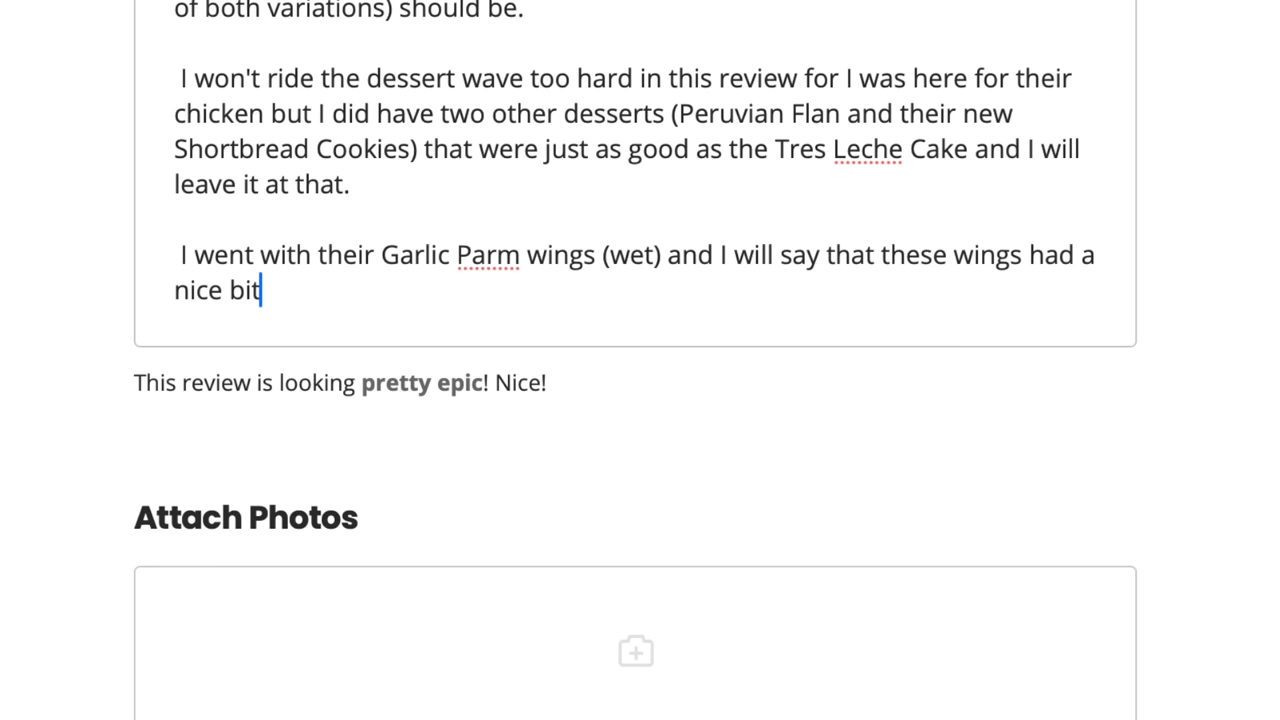 of both variations) should be.
I won't ride the dessert wave too hard in this review for I was here for their
chicken but I did have two other desserts (Peruvian Flan and their new
Shortbread Cookies) that were just as good as the Tres Leche Cake and I will
leave it at that.
I went with their Garlic Parm wings (wet) and I will say that these wings had a
nice bit
This review is looking pretty epic! Nice!
Attach Photos